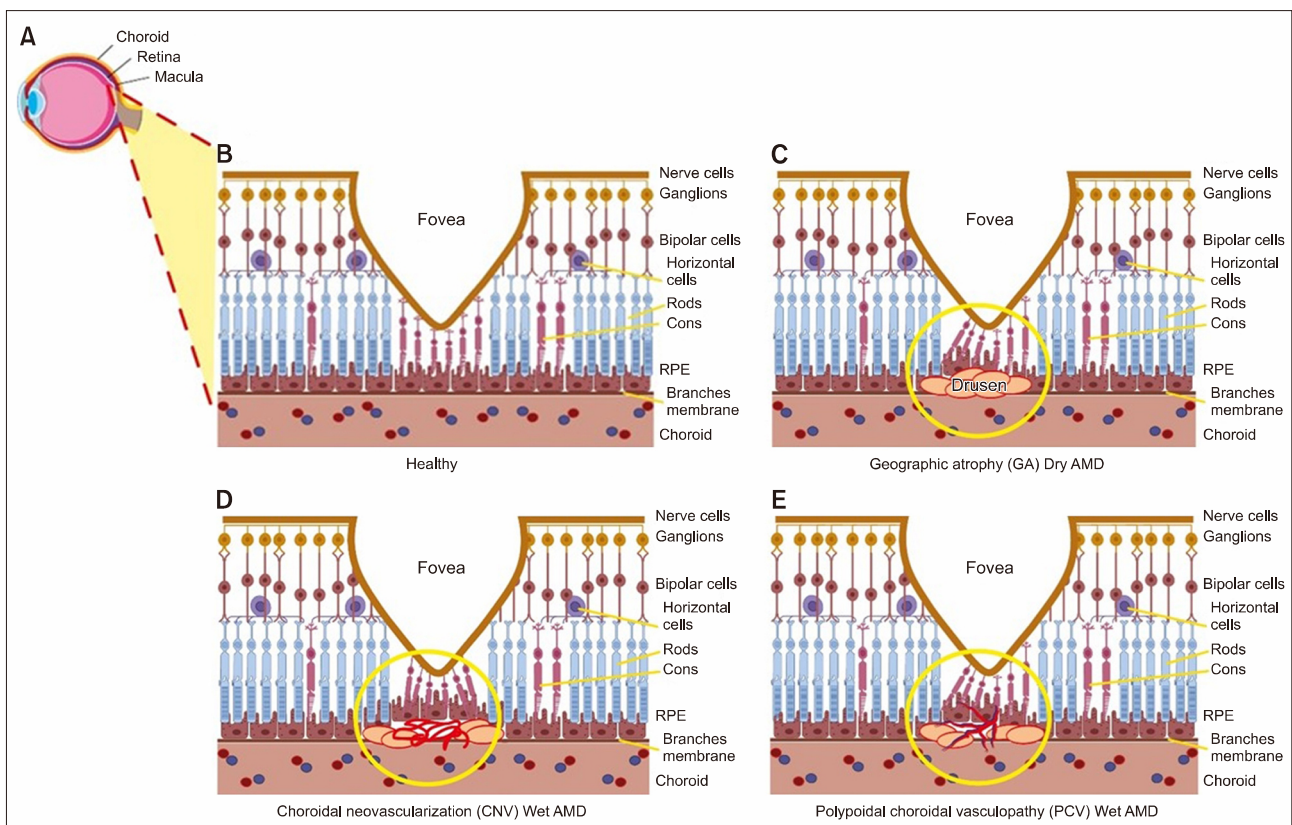 A
Choroid
Retina
Macula
B
Fovea
Nerve cells
Ganglions
Bipolar cells
Horizontal
cells
Rods
Cons
RPE
Branches
membrane
Choroid
Healthy
C
Fovea
Nerve cells
Ganglions
Bipolar cells
Horizontal
cells
Rods
Cons
RPE
Drusen
Branches
membrane
Choroid
Geographic atrophy (GA) Dry AMD
D
Fovea
Nerve cells
Ganglions
Bipolar cells
Horizontal
cells
Rods
Cons
RPE
Branches
membrane
Choroid
Choroidal neovascularization (CNV) Wet AMD
E
Fovea
Nerve cells
Ganglions
Bipolar cells
Horizontal
cells
Rods
Cons
RPE
Branches
membrane
Choroid
Polypoidal choroidal vasculopathy (PCV) Wet AMD